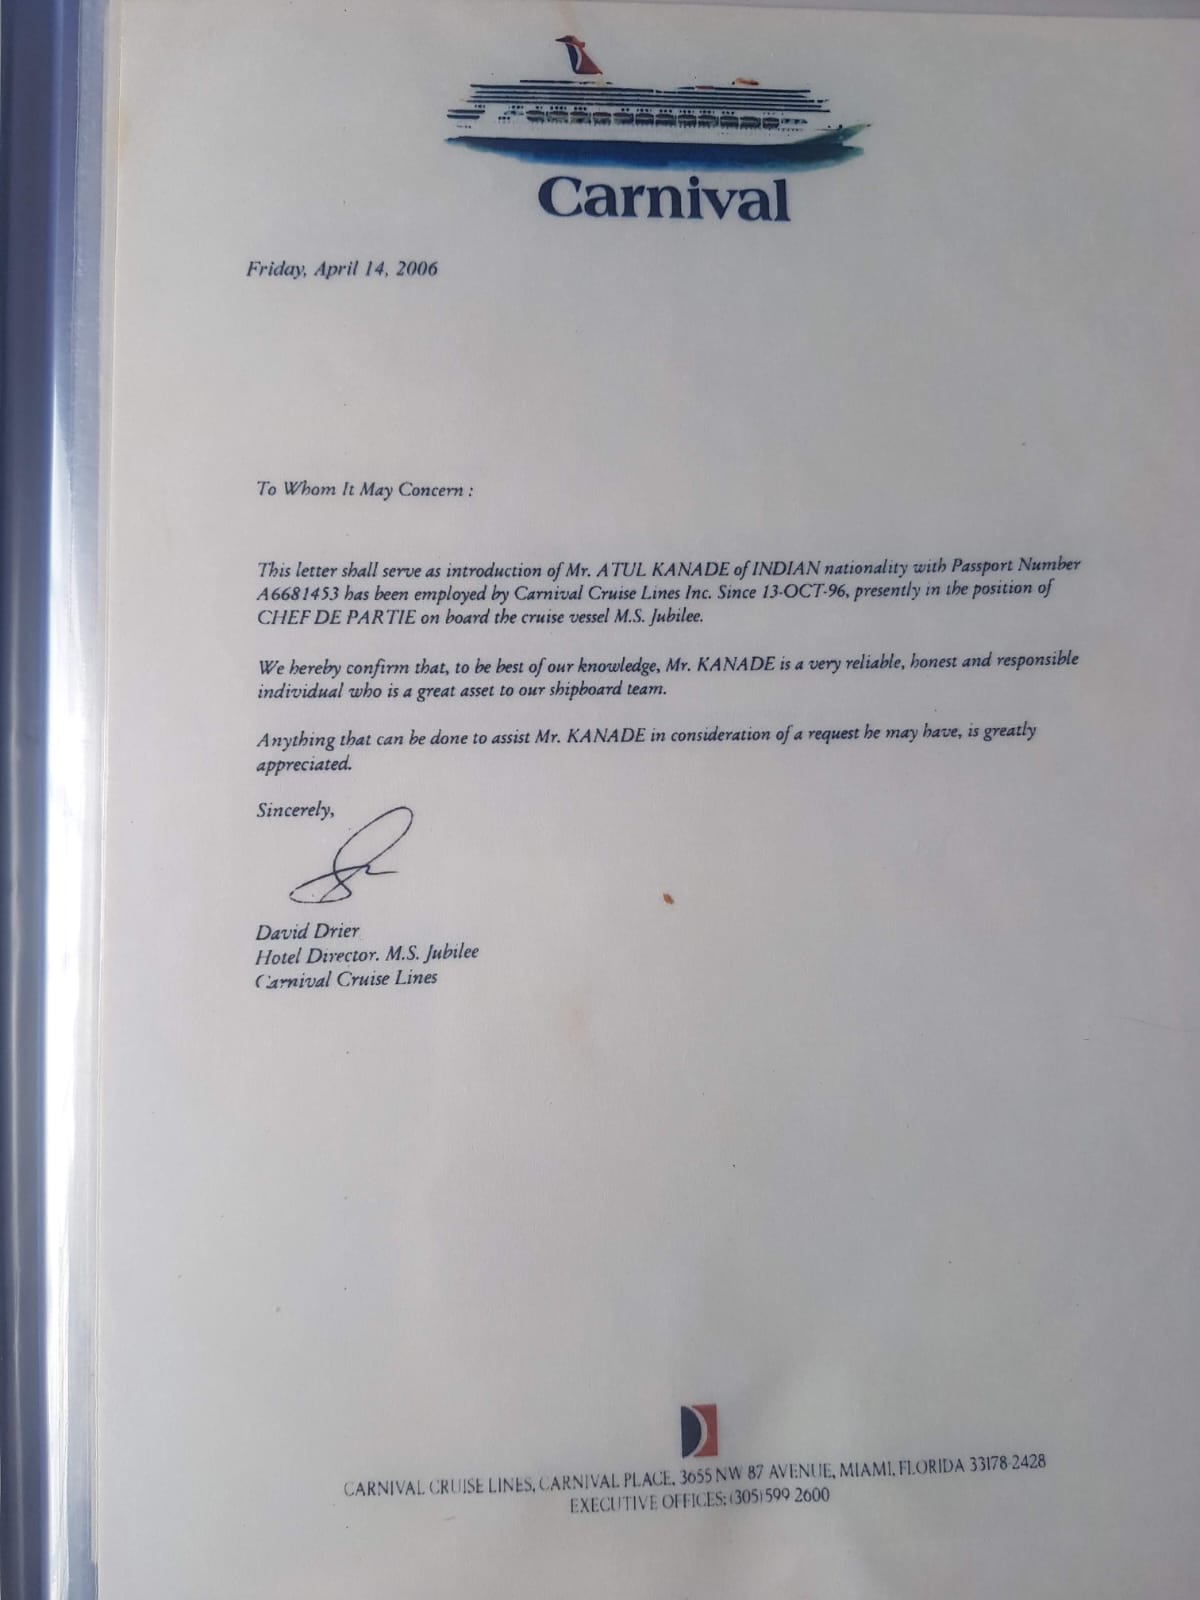 Carnival
Friday, April 14, 2006
To Whom It May Concern :
This letter shall serve as introduction of Mr. ATUL KANADE of INDIAN nationality with Passport Number
A6681453 has been employed by Carnival Cruise Lines Inc. Since 13-OCT-96, presently in the position of
CHEF DE PARTIE on board the cruise vessel M.S. Jubilee.
We hereby confirm that, to be best of our knowledge, Mr. KANADE is a very reliable, honest and responsible
individual who is a great asset to our shipboard team.
Anything that can be done to assist Mr. KANADE in consideration of a request he may have, is greatly
appreciated.
Sincerely,
David Drier
Hotel Director. M.S. Jubilee
Carnival Cruise Lines
CARNIVAL CRUISE LINES, CARNIVAL PLACE, 3655 NW 87 AVENUE, MIAMI, FLORIDA 33178-2428
EXECUTIVE OFFICES: (305) 599 2600